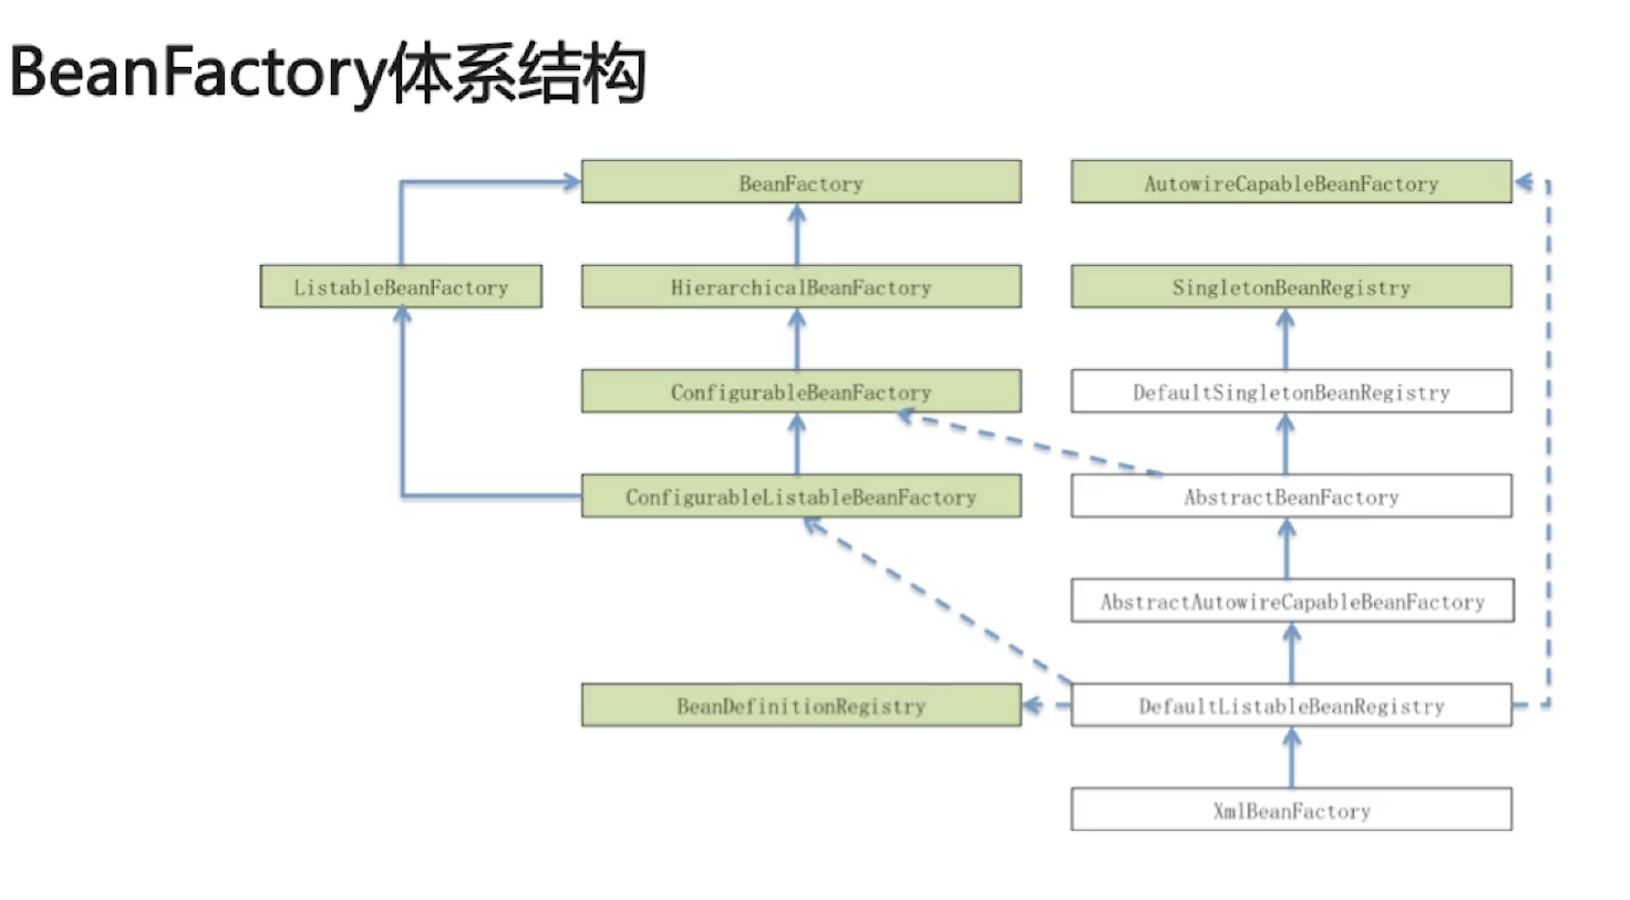 BeanFactory体系结构
BeanFactory
AutowireCapableBeanFactory
ListableBeanFactory
HierarchicalBeanFactory
SingletonBeanRegistry
ConfigurableBeanFactory
DefaultSingletonBeanRegistry
ConfigurableListableBeanFactory
AbstractBeanFactory
AbstractAutowireCapableBeanFactory
BeanDefinitionRegistry
DefaultListableBeanRegistry
XmlBeanFactory